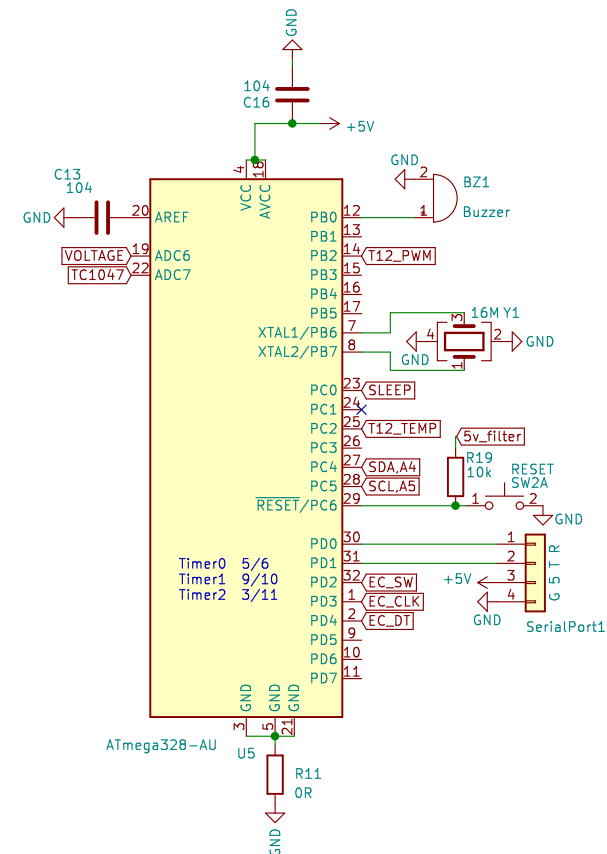 GND
104
C16
+5V
4
18
VCC
AVCC
C13
104
GND
20
AREF
VOLTAGE
19
ADC6
TC1047
22
ADC7
PB0
12
PB1
13
PB2
14
T12_PWM
PB3
15
PB4
16
PB5
17
XTAL1/PB6
7
XTAL2/PB7
8
PC0
23
SLEEP
PC1
24
PC2
25
T12_TEMP
PC3
26
PC4
27
SDA,A4
PC5
28
SCL,A5
RESET/PC6
29
PD0
30
PD1
31
PD2
32
EC_SW
PD3
1
EC_CLK
PD4
2
EC_DT
PD5
9
PD6
10
PD7
11
GND
2
BZ1
1
Buzzer
16M Y1
3
4
2
GND
GND
1
5v_filter
R19
10k
RESET
SW2A
1
2
GND
1
2
+5V
3
4
GND
G 5 T R
SerialPort1
Timer0 5/6
Timer1 9/10
Timer2 3/11
GND
GND
GND
3
5
21
ATmega328-AU
U5
R11
0R
GND